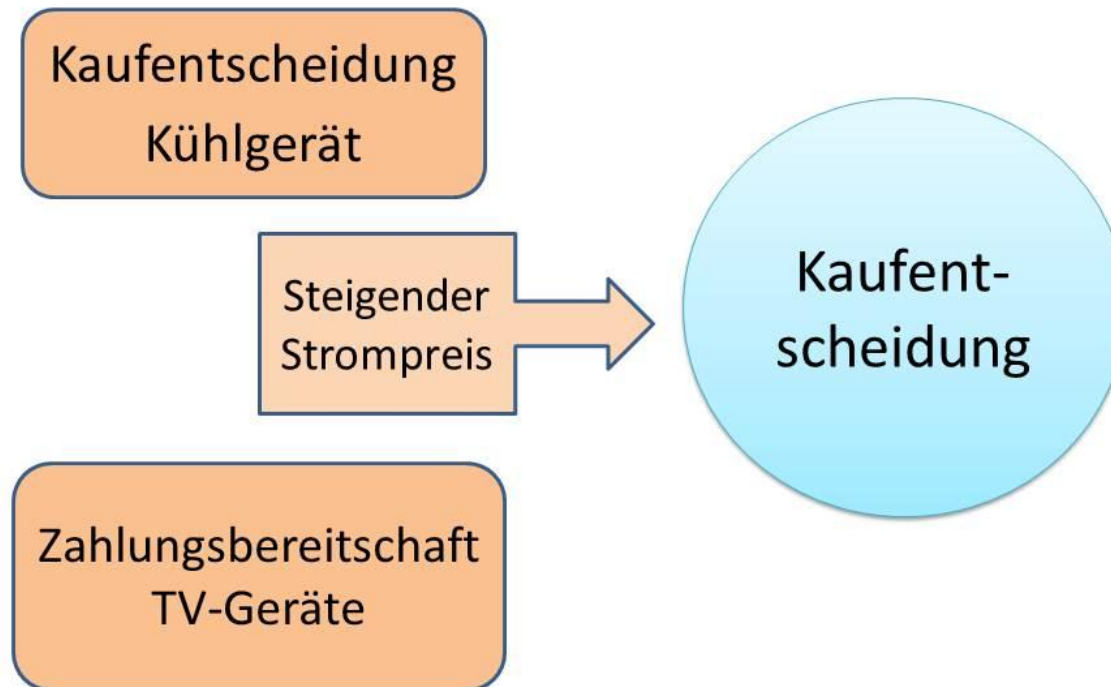 Kaufentscheidung
Kühlgerät
Steigender
Strompreis
Kaufent-
scheidung
Zahlungsbereitschaft
TV-Geräte